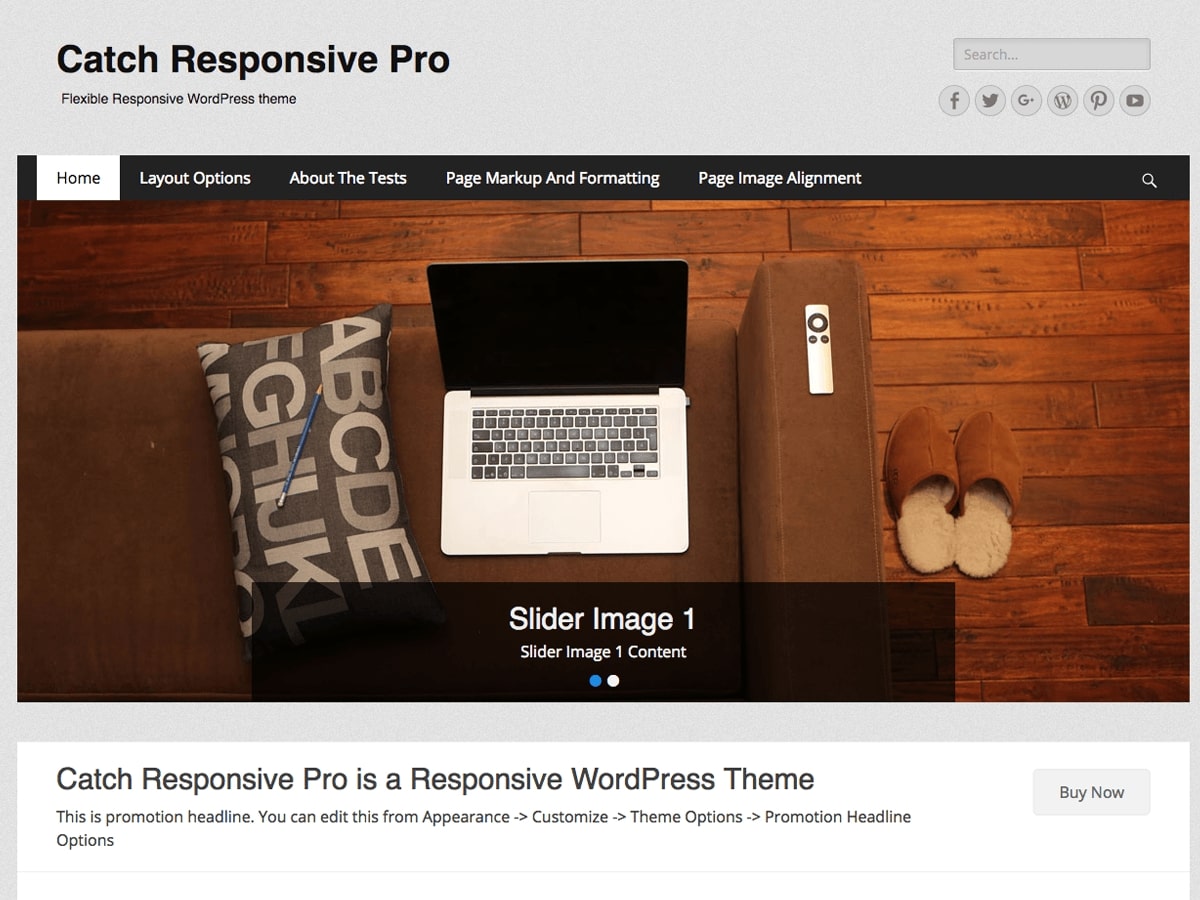 Catch Responsive Pro
Flexible Responsive WordPress theme
Search...
Home Layout Options About The Tests Page Markup And Formatting Page Image Alignment
ABCDE
FGHIJKL
Slider Image 1
Slider Image 1 Content
Catch Responsive Pro is a Responsive WordPress Theme
This is promotion headline. You can edit this from Appearance -> Customize -> Theme Options -> Promotion Headline
Options
Buy Now